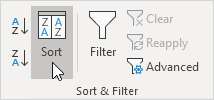 A
Z
Z A
A Z
Clear
Reapply
Z
A
Sort
Filter
Advanced
Sort & Filter